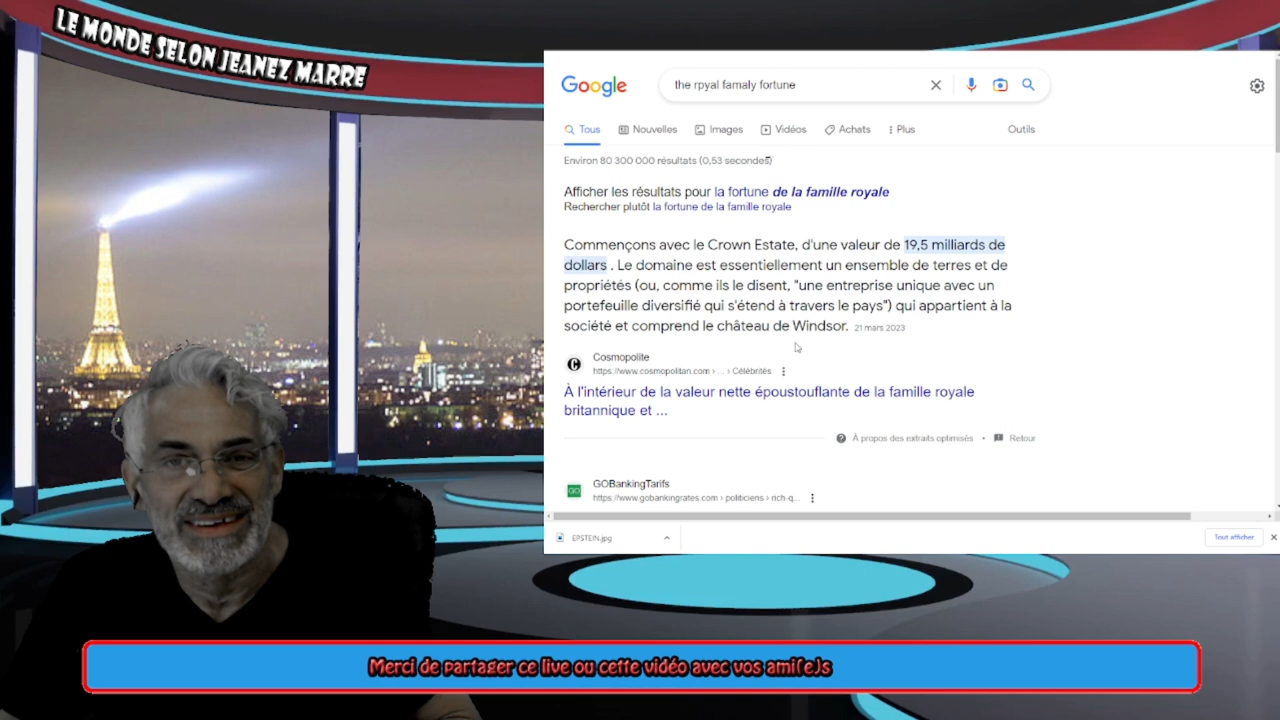 LE MONDE SELON JEANEZ MARRE
Google
the rpyal famaly fortune
Tous Nouvelles Images Vidéos Achats Plus Outils
Environ 80 300 000 résultats (0,53 secondes)
Afficher les résultats pour la fortune de la famille royale
Rechercher plutôt la fortune de la famille royale
Commençons avec le Crown Estate, d'une valeur de 19,5 milliards de
dollars . Le domaine est essentiellement un ensemble de terres et de
propriétés (ou, comme ils le disent, "une entreprise unique avec un
portefeuille diversifié qui s'étend à travers le pays") qui appartient à la
société et comprend le château de Windsor. 21 mars 2023
Cosmopolite
https://www.cosmopolitan.com › ... › Célébrités
À l'intérieur de la valeur nette époustouflante de la famille royale
britannique et ...
À propos des extraits optimisés • Retour
GOBankingTarifs
GO
https://www.gobankingrates.com › politiciens › rich-q...
EPSTEIN.jpg
Tout afficher
Merci de partager ce live ou cette vidéo avec vos ami(e)s